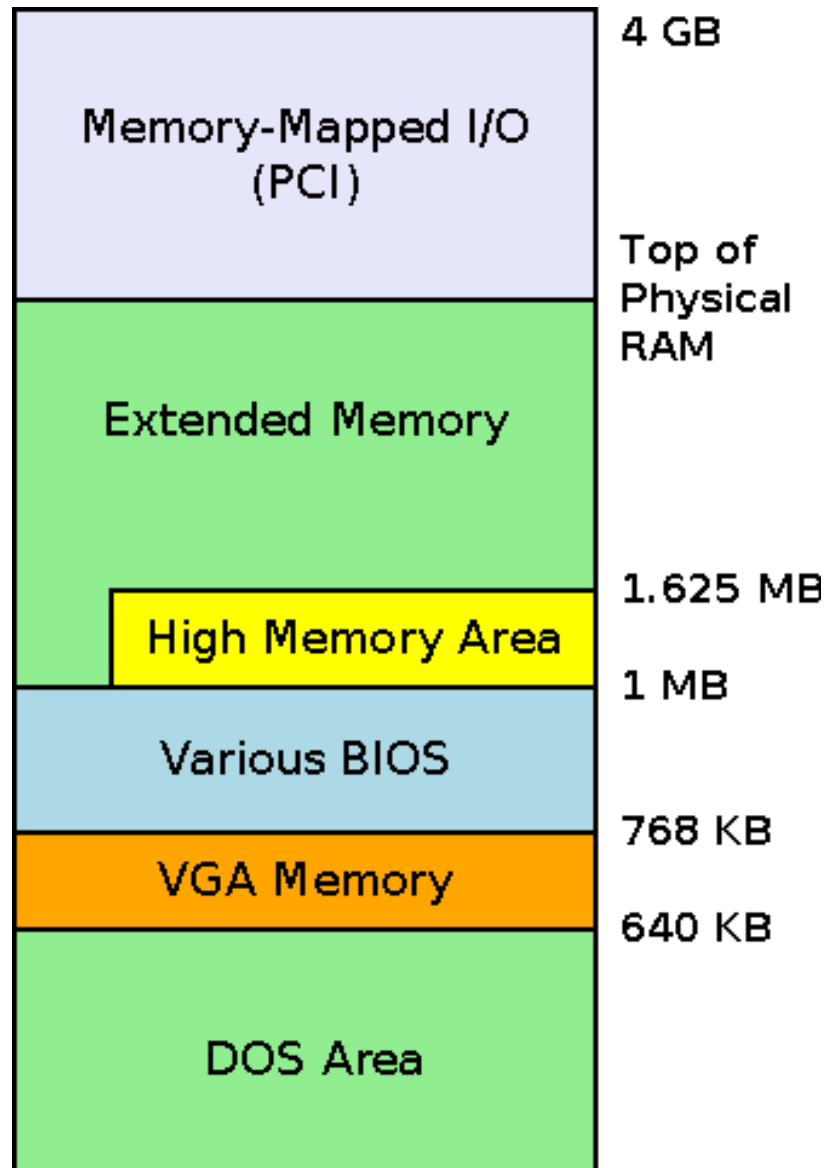 4 GB
Memory-Mapped I/O
(PCI)
Top of
Physical
RAM
Extended Memory
1.625 MB
High Memory Area
1 MB
Various BIOS
768 KB
VGA Memory
640 KB
DOS Area